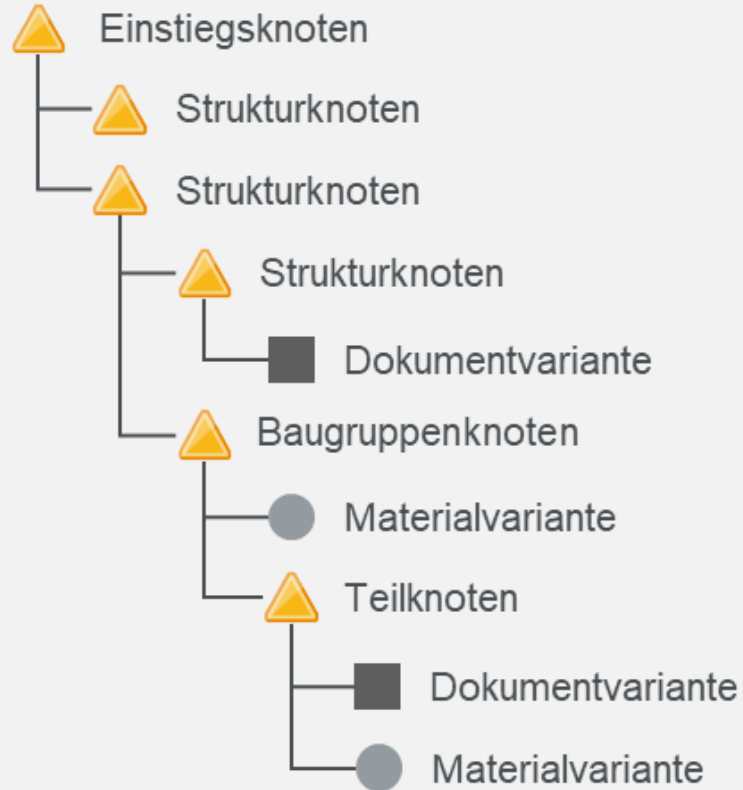 Einstiegsknoten
Strukturknoten
Strukturknoten
Strukturknoten
Dokumentvariante
Baugruppenknoten
Materialvariante
Teilknoten
Dokumentvariante
Materialvariante